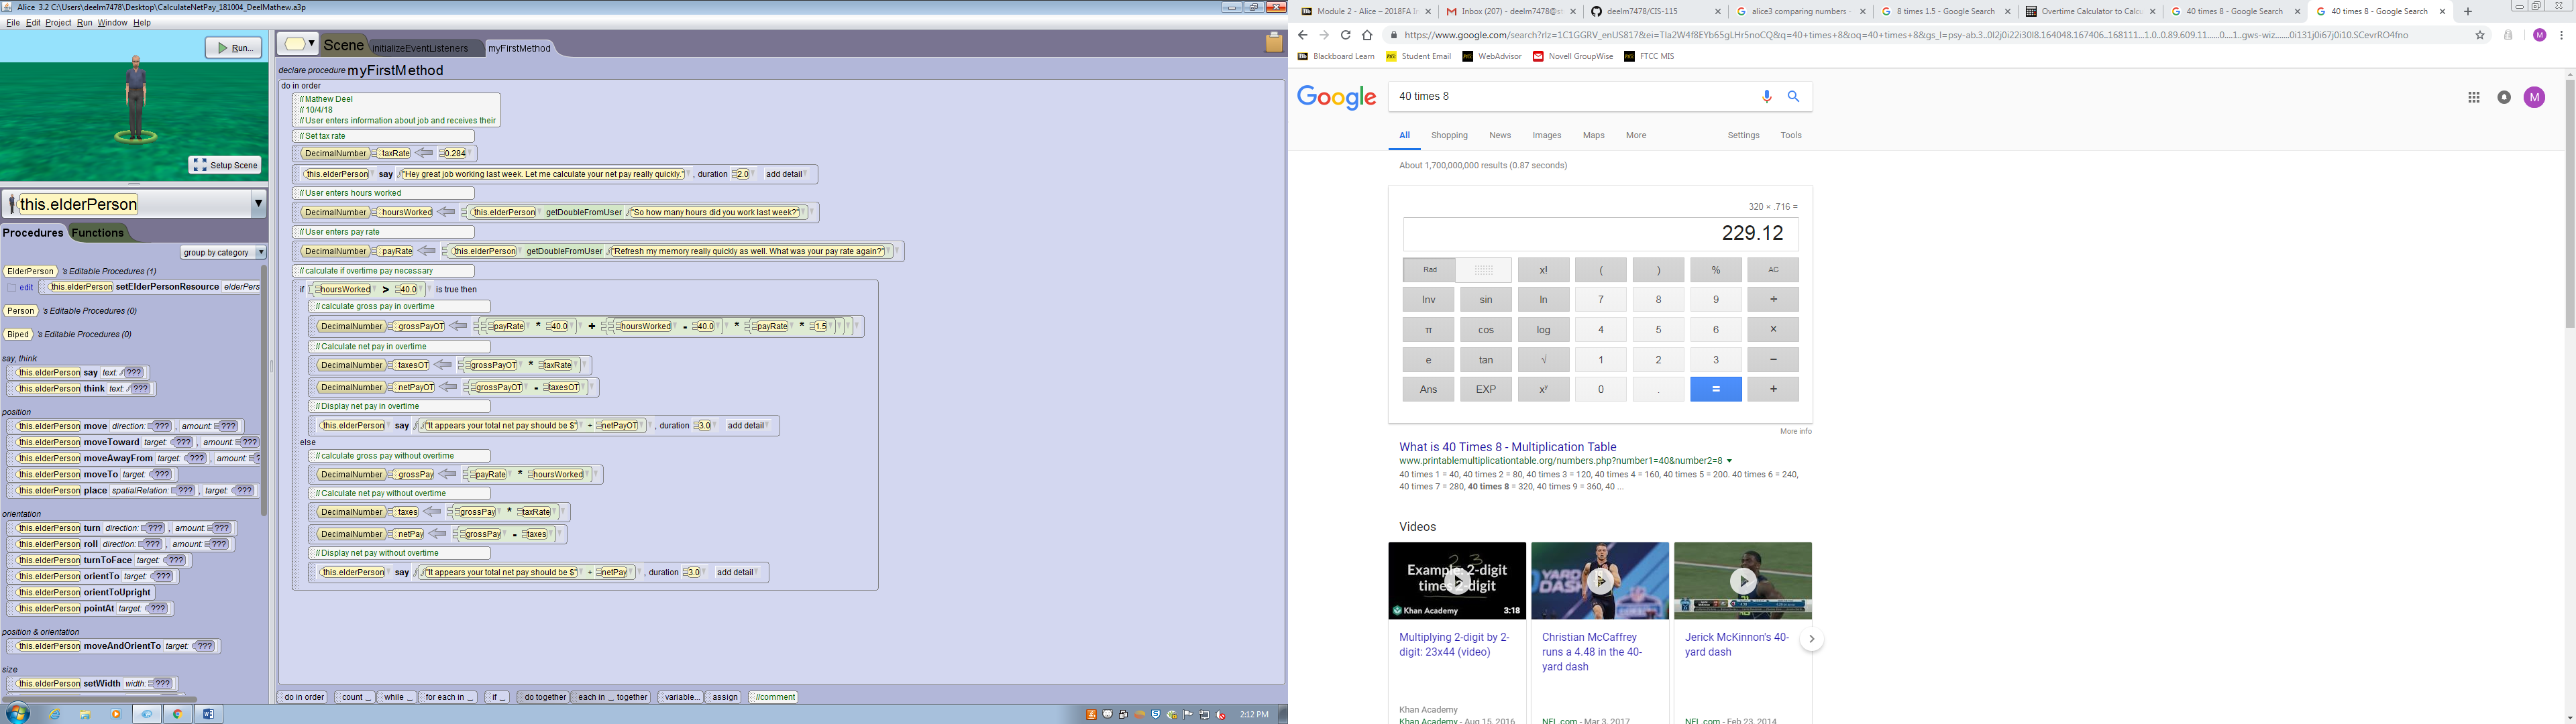 Alice 3.2 C:\Users\deelm7478\Desktop\CalculateNetPay_181004_DeelMathew.a3p
File Edit Project Run Window Help
Run...
Setup Scene
this.elderPerson
Procedures Functions
group by category
ElderPerson 's Editable Procedures (1)
edit this.elderPerson setElderPersonResource elderPers
Person 's Editable Procedures (0)
Biped 's Editable Procedures (0)
say, think
this.elderPerson say text: ???
this.elderPerson think text: ???
position
this.elderPerson move direction: ??? , amount: ???
this.elderPerson moveToward target: ??? , amount: ???
this.elderPerson moveAwayFrom target: ??? , amount: ?
this.elderPerson moveTo target: ???
this.elderPerson place spatialRelation: ??? , target: ???
orientation
this.elderPerson turn direction: ??? , amount: ???
this.elderPerson roll direction: ??? , amount: ???
this.elderPerson turnToFace target: ???
this.elderPerson orientTo target: ???
this.elderPerson orientToUpright
this.elderPerson pointAt target: ???
position & orientation
this.elderPerson moveAndOrientTo target: ???
size
this.elderPerson setWidth width: ???
Scene initializeEventListeners myFirstMethod
declare procedure myFirstMethod
do in order
// Mathew Deel
// 10/4/18
// User enters information about job and receives their
// Set tax rate
DecimalNumber taxRate 0.284
this.elderPerson say "Hey great job working last week. Let me calculate your net pay really quickly." , duration 2.0 add detail
// User enters hours worked
DecimalNumber hoursWorked this.elderPerson getDoubleFromUser "So how many hours did you work last week?"
// User enters pay rate
DecimalNumber payRate this.elderPerson getDoubleFromUser "Refresh my memory really quickly as well. What was your pay rate again?"
// calculate if overtime pay necessary
if hoursWorked > 40.0 is true then
// calculate gross pay in overtime
DecimalNumber grossPayOT payRate * 40.0 + hoursWorked - 40.0 * payRate * 1.5
// Calculate net pay in overtime
DecimalNumber taxesOT grossPayOT * taxRate
DecimalNumber netPayOT grossPayOT - taxesOT
// Display net pay in overtime
this.elderPerson say "It appears your total net pay should be $" + netPayOT , duration 3.0 add detail
else
// calculate gross pay without overtime
DecimalNumber grossPay payRate * hoursWorked
// Calculate net pay without overtime
DecimalNumber taxes grossPay * taxRate
DecimalNumber netPay grossPay - taxes
// Display net pay without overtime
this.elderPerson say "It appears your total net pay should be $" + netPay , duration 3.0 add detail
do in order count _ while _ for each in _ if _ do together each in _ together variable... assign //comment
2:12 PM
Module 2 - Alice – 2018FA I Inbox (207) - deelm7478@s deelm7478/CIS-115 alice3 comparing numbers - 8 times 1.5 - Google Search Overtime Calculator to Calc 40 times 8 - Google Search 40 times 8 - Google Search
Blackboard Learn Student Email WebAdvisor Novell GroupWise FTCC MIS
Google
40 times 8
M
All Shopping News Images Maps More Settings Tools
About 1,700,000,000 results (0.87 seconds)
320 × .716 =
229.12
Rad x! ( ) % AC
Inv sin ln 7 8 9 ÷
π cos log 4 5 6 ×
e tan √ 1 2 3 −
Ans EXP xʸ 0 . = +
More info
What is 40 Times 8 - Multiplication Table
www.printablemultiplicationtable.org/numbers.php?number1=40&number2=8
40 times 1 = 40, 40 times 2 = 80, 40 times 3 = 120, 40 times 4 = 160, 40 times 5 = 200. 40 times 6 = 240,
40 times 7 = 280, 40 times 8 = 320, 40 times 9 = 360, 40 ...
Videos
Example: 2-digit
times 2-digit
Khan Academy
3:18
YARD
DASH
Multiplying 2-digit by 2-
digit: 23x44 (video)
Christian McCaffrey
runs a 4.48 in the 40-
yard dash
Jerick McKinnon's 40-
yard dash
Khan Academy
Khan Academy - Aug 15, 2016
NFL.com - Mar 3, 2017
NFL.com - Feb 23, 2014